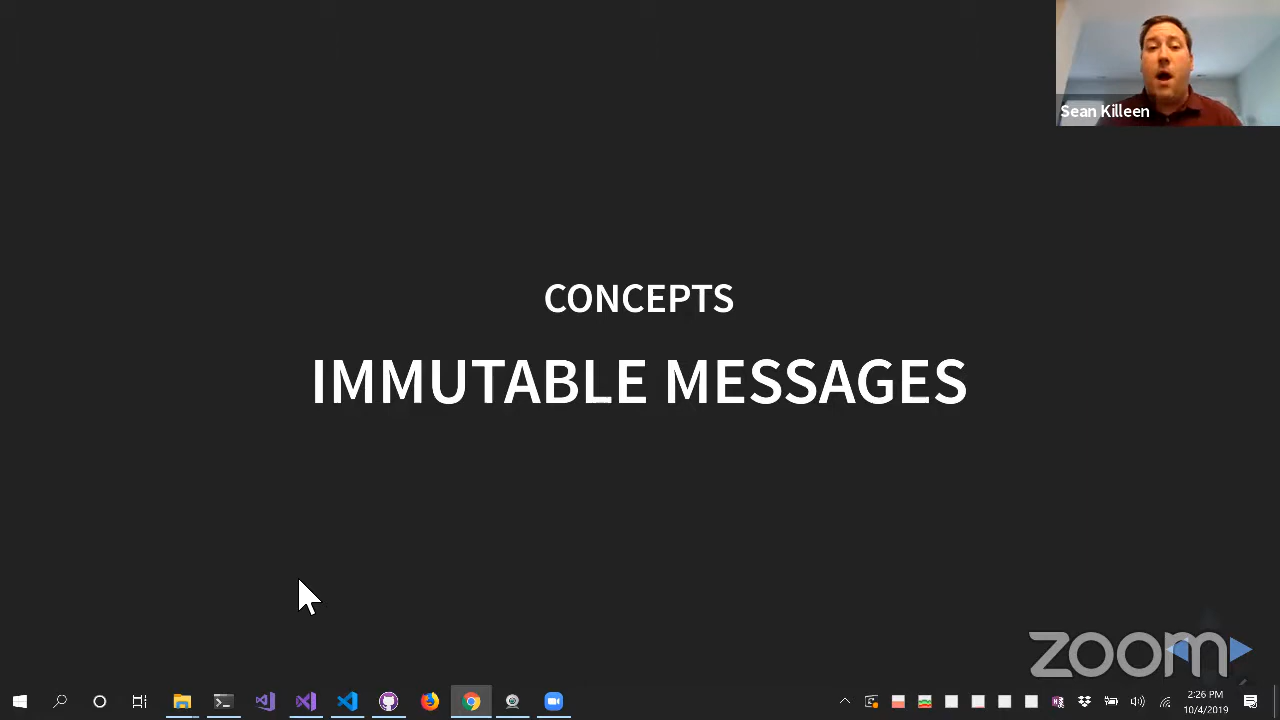 Sean Killeen
CONCEPTS
IMMUTABLE MESSAGES
zoom
2:26 PM
10/4/2019